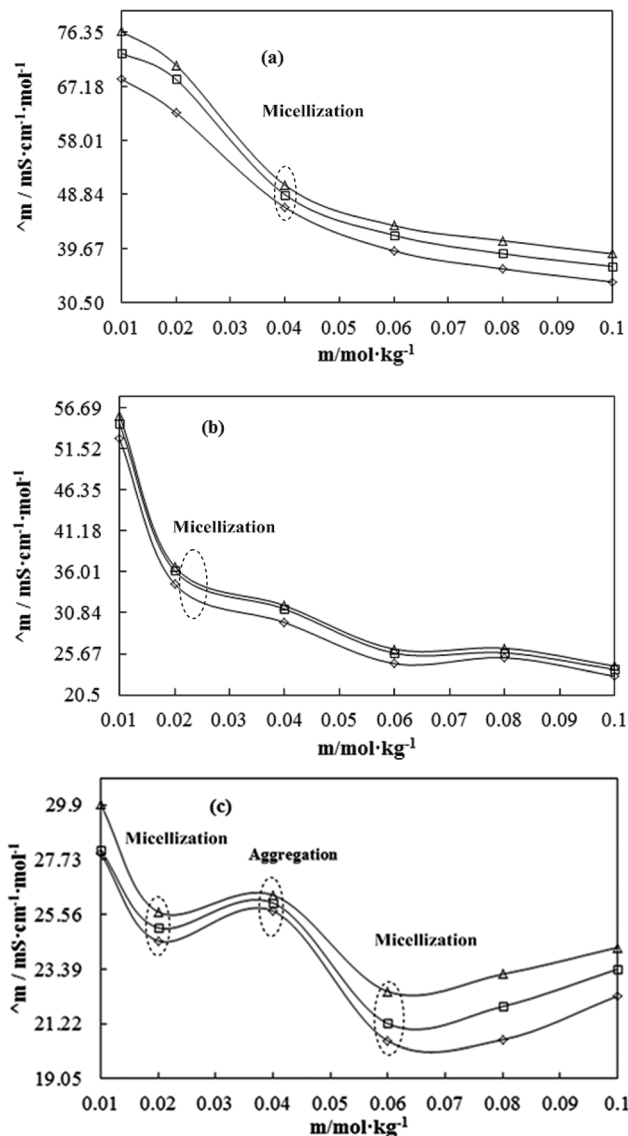 76.35
(a)
67.18
Micellization
58.01
48.84
39.67
30.50
^m / mS·cm⁻¹·mol⁻¹
0.01 0.02 0.03 0.04 0.05 0.06 0.07 0.08 0.09 0.1
m/mol·kg⁻¹
56.69
(b)
51.52
46.35
41.18
Micellization
36.01
30.84
25.67
20.5
^m / mS·cm⁻¹·mol⁻¹
0.01 0.02 0.03 0.04 0.05 0.06 0.07 0.08 0.09 0.1
m/mol·kg⁻¹
29.9
(c)
Micellization
27.73
Aggregation
25.56
Micellization
23.39
21.22
19.05
^m / mS·cm⁻¹·mol⁻¹
0.01 0.02 0.03 0.04 0.05 0.06 0.07 0.08 0.09 0.1
m/mol·kg⁻¹